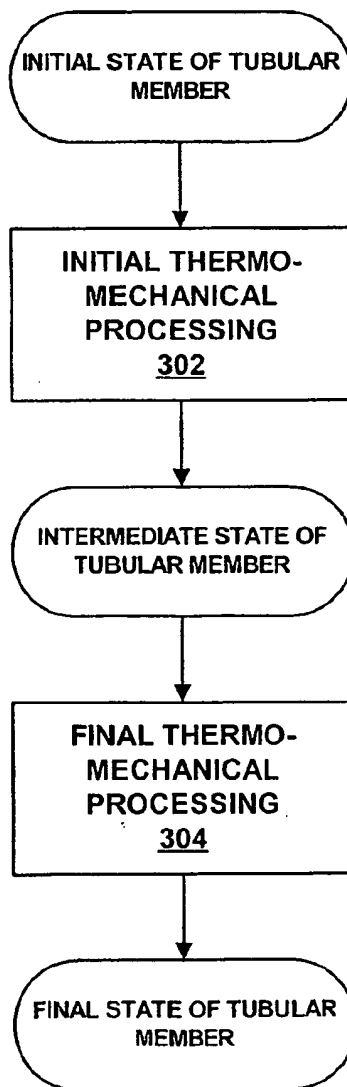 INITIAL STATE OF TUBULAR
MEMBER
INITIAL THERMO-
MECHANICAL
PROCESSING
302
INTERMEDIATE STATE OF
TUBULAR MEMBER
FINAL THERMO-
MECHANICAL
PROCESSING
304
FINAL STATE OF TUBULAR
MEMBER